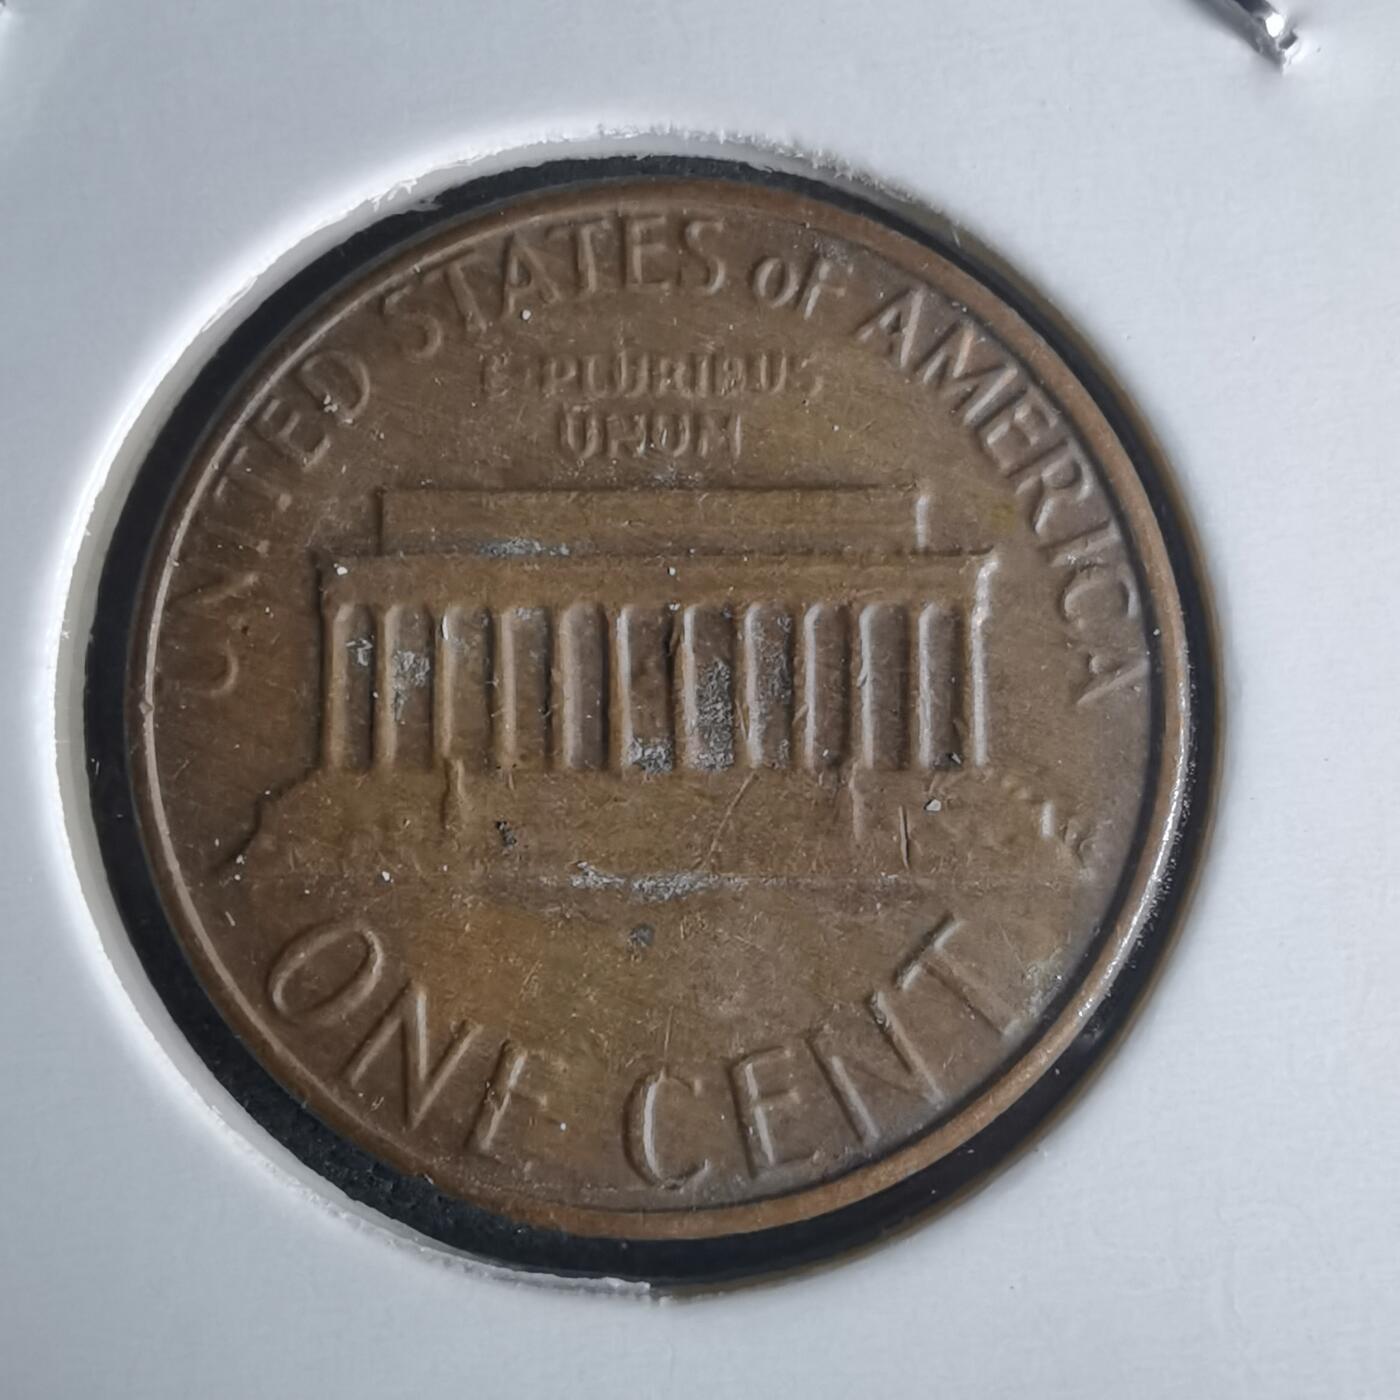 UNITED STATES OF AMERICA
E PLURIBUS
UNUM
ONE CENT